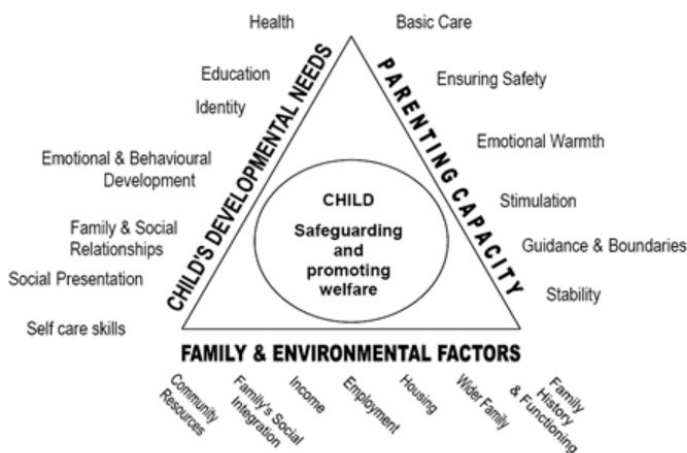 Health
Basic Care
Education
Ensuring Safety
Identity
Emotional Warmth
Emotional & Behavioural
Development
Stimulation
Family & Social
Relationships
Guidance & Boundaries
Social Presentation
Stability
Self care skills
CHILD'S DEVELOPMENTAL NEEDS
PARENTING CAPACITY
CHILD
Safeguarding
and
promoting
welfare
FAMILY & ENVIRONMENTAL FACTORS
Community
Resources
Family's Social
Integration
Income
Employment
Housing
Wider Family
Family
History
& Functioning